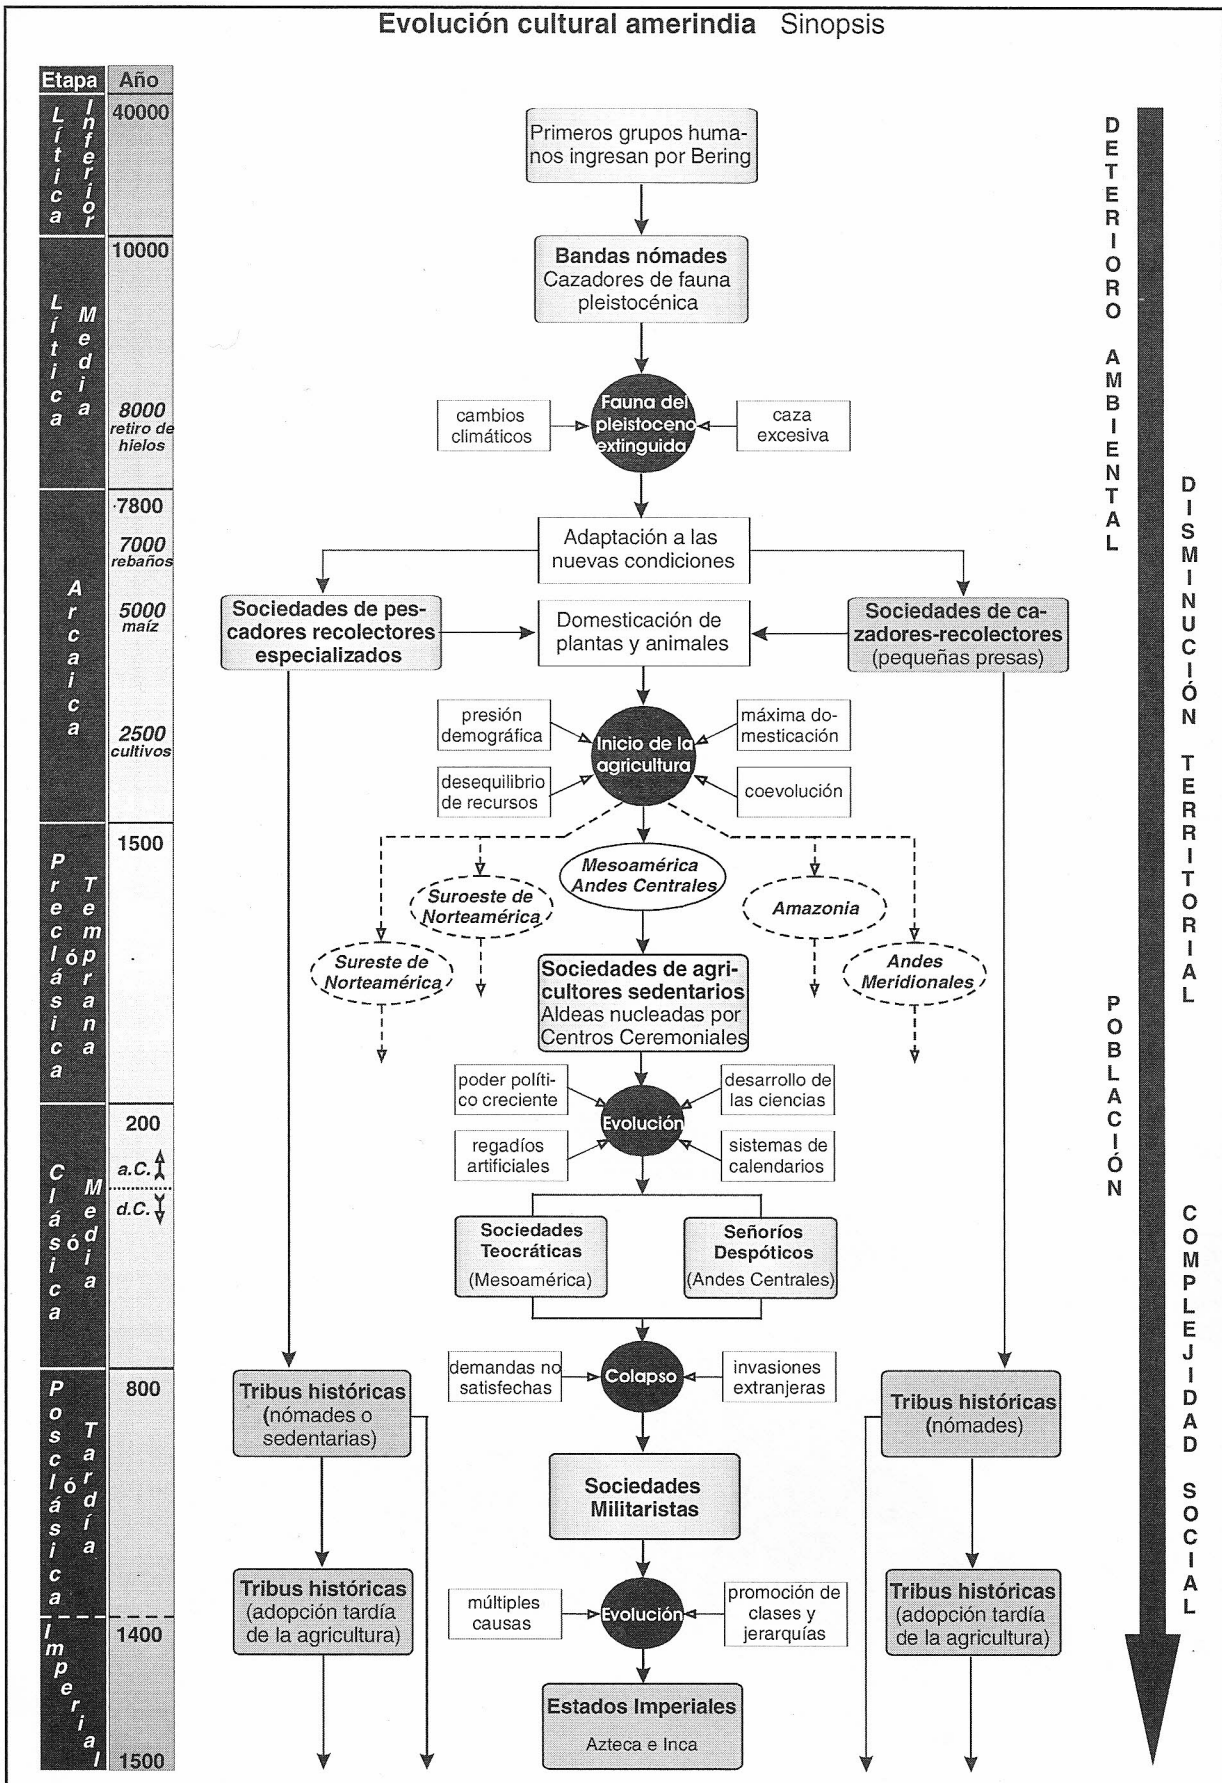 Evolución cultural amerindia Sinopsis
Etapa
Año
Lítica Inferior
40000
Primeros grupos huma-
nos ingresan por Bering
DETERIORO AMBIENTAL
Lítica Media
10000
Bandas nómades
Cazadores de fauna
pleistocénica
8000
retiro de
hielos
cambios
climáticos
Fauna del
pleistoceno
extinguida
caza
excesiva
Arcaica
7800
7000
rebaños
5000
maíz
2500
cultivos
Adaptación a las
nuevas condiciones
Sociedades de pes-
cadores recolectores
especializados
Domesticación de
plantas y animales
Sociedades de ca-
zadores-recolectores
(pequeñas presas)
DISMINUCIÓN TERRITORIAL
presión
demográfica
desequilibrio
de recursos
Inicio de la
agricultura
máxima do-
mesticación
coevolución
Preclásica ó Temprana
1500
Sureste de
Norteamérica
Suroeste de
Norteamérica
Mesoamérica
Andes Centrales
Amazonia
Andes
Meridionales
Sociedades de agri-
cultores sedentarios
Aldeas nucleadas por
Centros Ceremoniales
POBLACIÓN
Clásica ó Media
200
a.C.
d.C.
poder políti-
co creciente
regadíos
artificiales
Evolución
desarrollo de
las ciencias
sistemas de
calendarios
Sociedades
Teocráticas
(Mesoamérica)
Señoríos
Despóticos
(Andes Centrales)
COMPLEJIDAD SOCIAL
demandas no
satisfechas
Colapso
invasiones
extranjeras
Posclásica ó Tardía
800
Tribus históricas
(nómades o
sedentarias)
Tribus históricas
(nómades)
Sociedades
Militaristas
Tribus históricas
(adopción tardía
de la agricultura)
múltiples
causas
Evolución
promoción de
clases y
jerarquías
Tribus históricas
(adopción tardía
de la agricultura)
Imperial
1400
1500
Estados Imperiales
Azteca e Inca